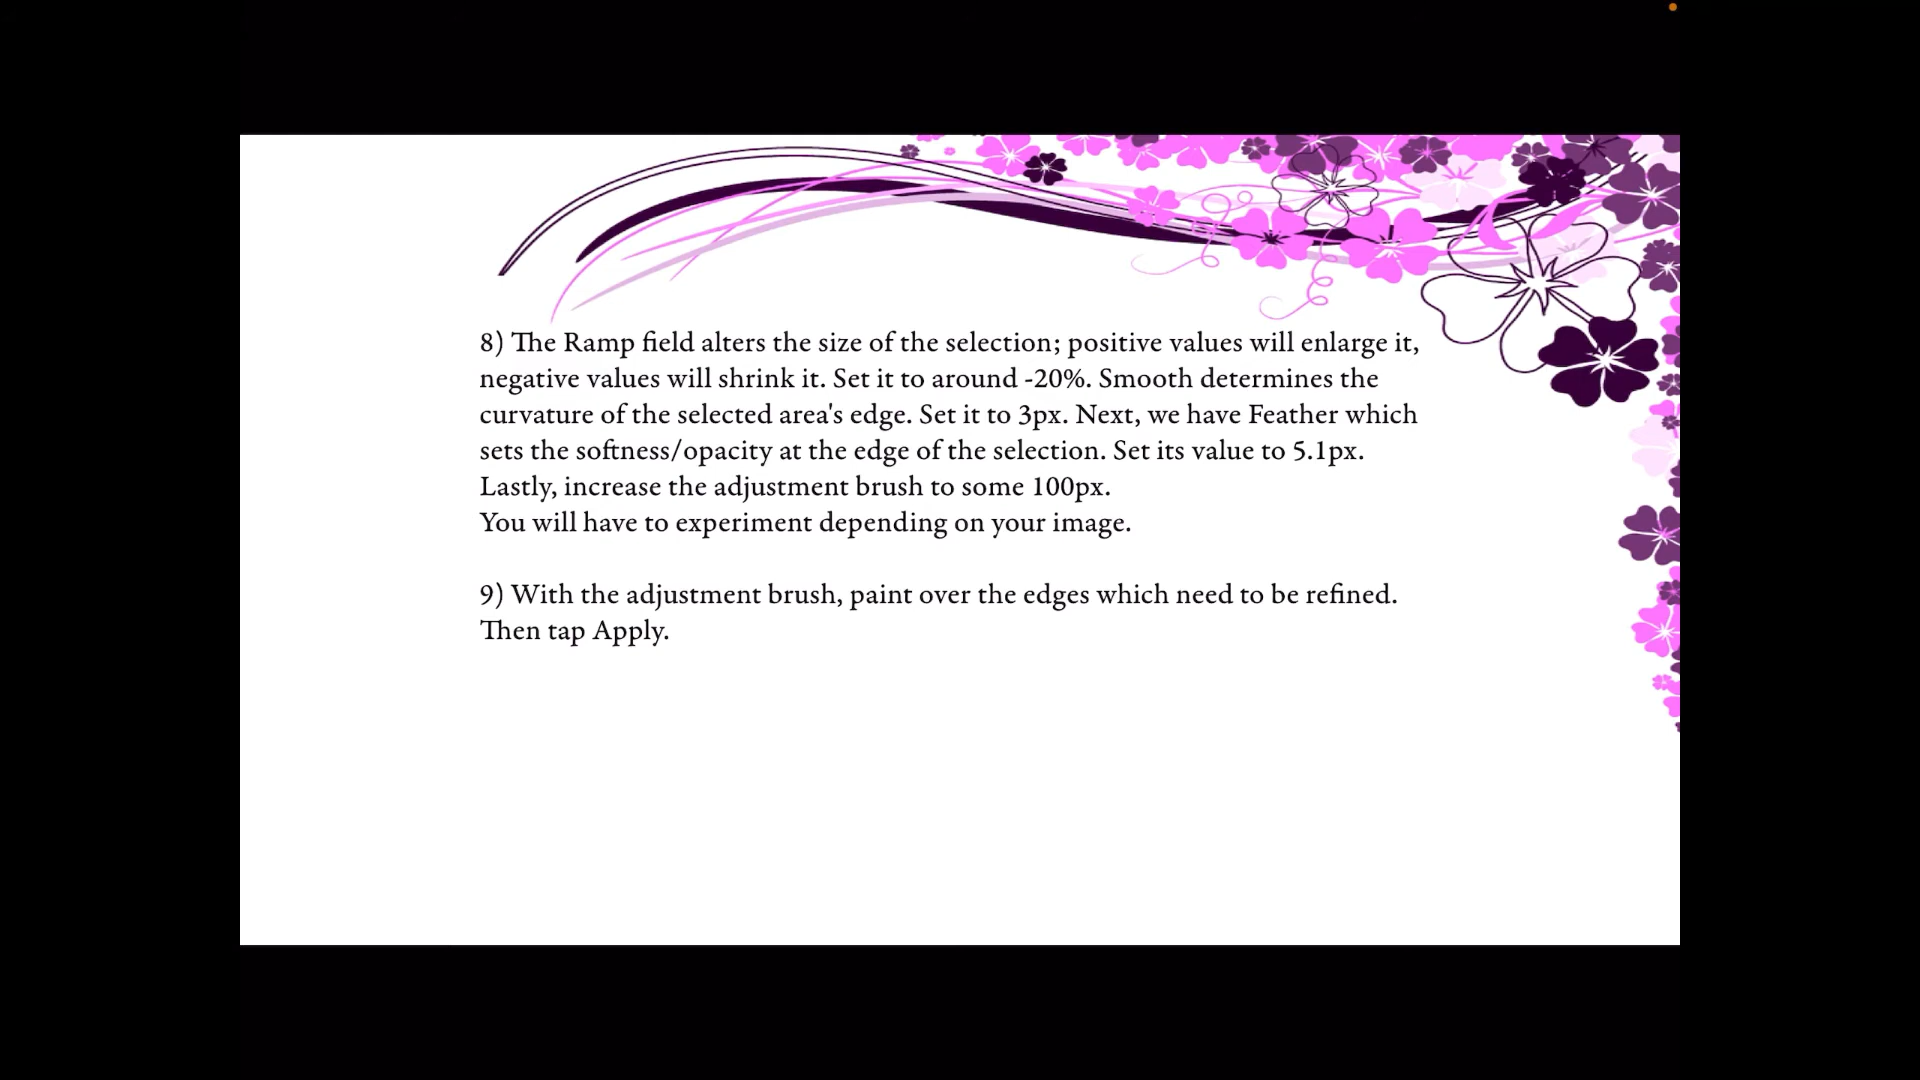 8) The Ramp field alters the size of the selection; positive values will enlarge it,
negative values will shrink it. Set it to around -20%. Smooth determines the
curvature of the selected area's edge. Set it to 3px. Next, we have Feather which
sets the softness/opacity at the edge of the selection. Set its value to 5.1px.
Lastly, increase the adjustment brush to some 100px.
You will have to experiment depending on your image.
9) With the adjustment brush, paint over the edges which need to be refined.
Then tap Apply.